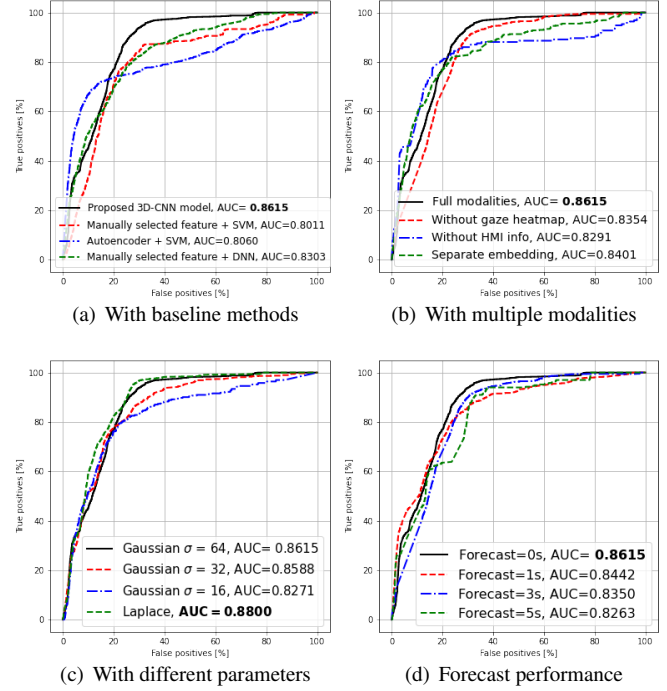 100
80
60
40
20
0
True positives [%]
Proposed 3D-CNN model, AUC= 0.8615
Manually selected feature + SVM, AUC=0.8011
Autoencoder + SVM, AUC=0.8060
Manually selected feature + DNN, AUC=0.8303
0 20 40 60 80 100
False positives [%]
(a) With baseline methods
100
80
60
40
20
0
True positives [%]
Full modalities, AUC= 0.8615
Without gaze heatmap, AUC=0.8354
Without HMI info, AUC=0.8291
Separate embedding, AUC=0.8401
0 20 40 60 80 100
False positives [%]
(b) With multiple modalities
100
80
60
40
20
0
True positives [%]
Gaussian σ = 64, AUC= 0.8615
Gaussian σ = 32, AUC=0.8588
Gaussian σ = 16, AUC=0.8271
Laplace, AUC = 0.8800
0 20 40 60 80 100
False positives [%]
(c) With different parameters
100
80
60
40
20
0
True positives [%]
Forecast=0s, AUC= 0.8615
Forecast=1s, AUC=0.8442
Forecast=3s, AUC=0.8350
Forecast=5s, AUC=0.8263
0 20 40 60 80 100
False positives [%]
(d) Forecast performance